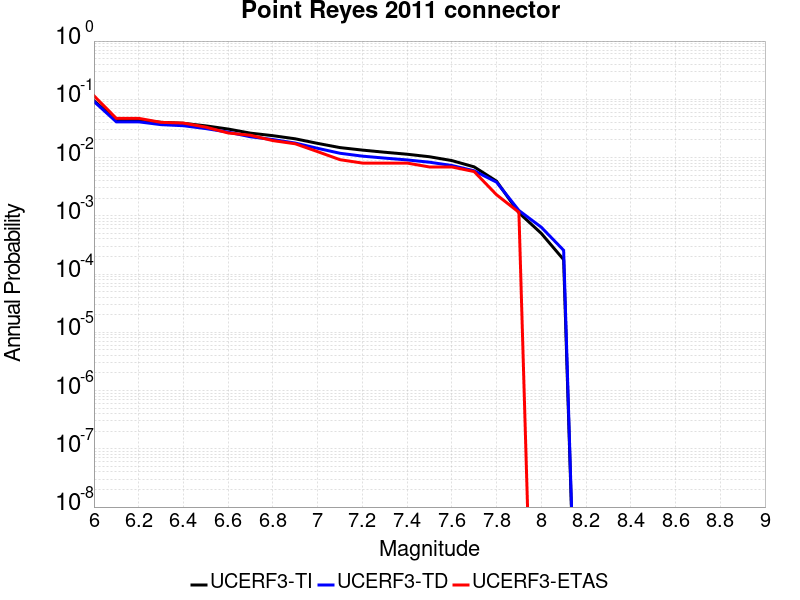 Point Reyes 2011 connector
10^0
10^-1
10^-2
10^-3
10^-4
10^-5
10^-6
10^-7
10^-8
Annual Probability
6 6.2 6.4 6.6 6.8 7 7.2 7.4 7.6 7.8 8 8.2 8.4 8.6 8.8 9
Magnitude
UCERF3-TI UCERF3-TD UCERF3-ETAS